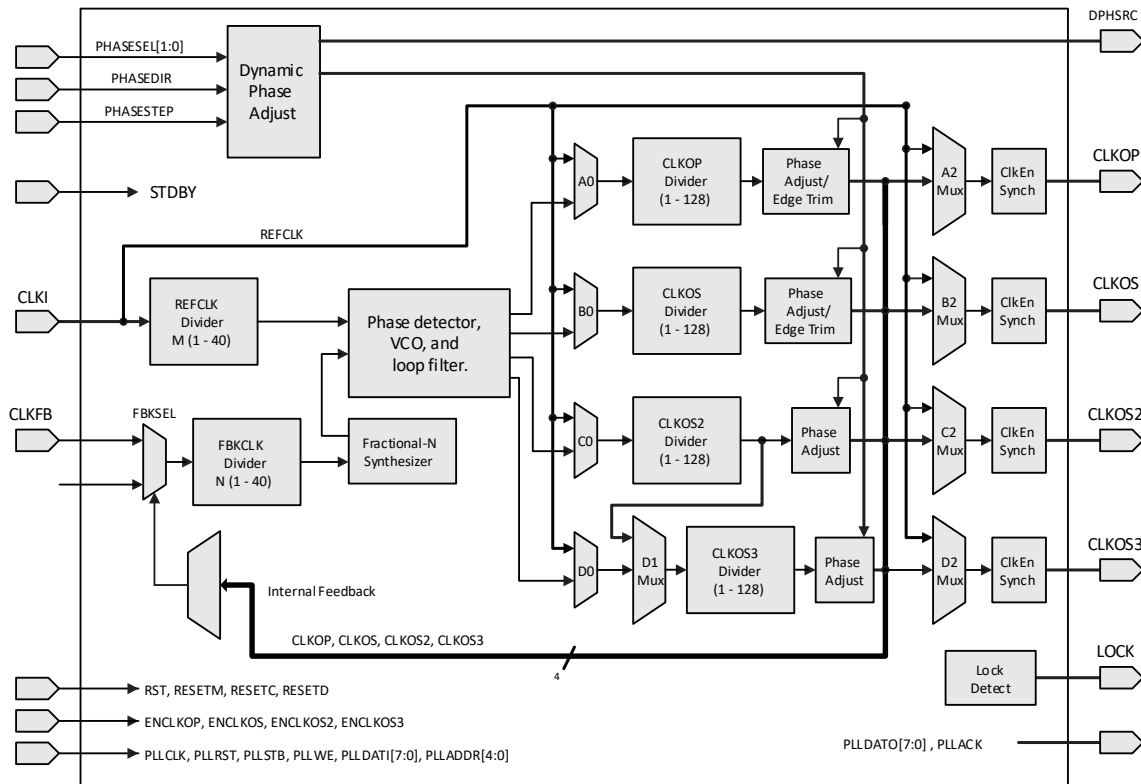 DPHSRC
PHASESEL[1:0]
PHASEDIR
PHASESTEP
Dynamic
Phase
Adjust
STDBY
REFCLK
CLKI
REFCLK
Divider
M (1 - 40)
Phase detector,
VCO, and
loop filter.
CLKFB
FBKSEL
FBKCLK
Divider
N (1 - 40)
Fractional-N
Synthesizer
A0
CLKOP
Divider
(1 - 128)
Phase
Adjust/
Edge Trim
A2
Mux
ClkEn
Synch
CLKOP
B0
CLKOS
Divider
(1 - 128)
Phase
Adjust/
Edge Trim
B2
Mux
ClkEn
Synch
CLKOS
C0
CLKOS2
Divider
(1 - 128)
Phase
Adjust
C2
Mux
ClkEn
Synch
CLKOS2
D0
D1
Mux
CLKOS3
Divider
(1 - 128)
Phase
Adjust
D2
Mux
ClkEn
Synch
CLKOS3
Internal Feedback
CLKOP, CLKOS, CLKOS2, CLKOS3
4
Lock
Detect
LOCK
RST, RESETM, RESETC, RESETD
ENCLKOP, ENCLKOS, ENCLKOS2, ENCLKOS3
PLLCLK, PLLRST, PLLSTB, PLLWE, PLLDATI[7:0], PLLADDR[4:0]
PLLDATO[7:0] , PLLACK